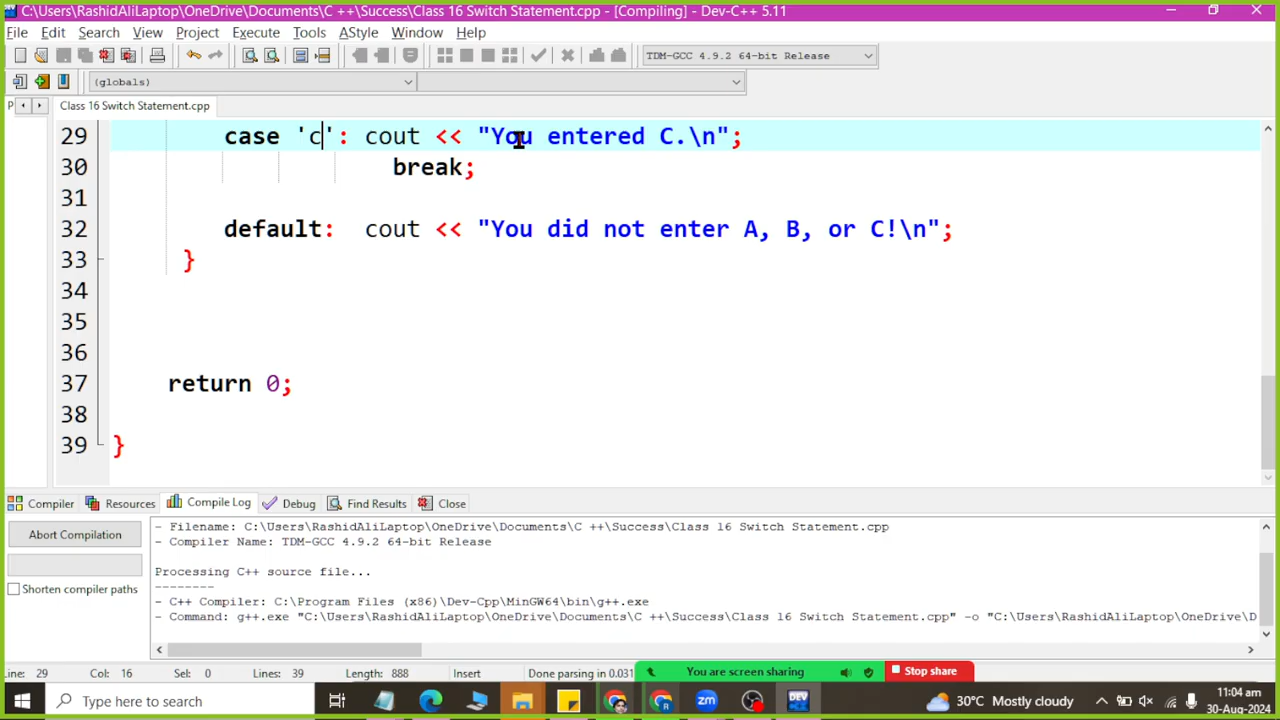 C:\Users\RashidAliLaptop\OneDrive\Documents\C ++\Success\Class 16 Switch Statement.cpp - [Compiling] - Dev-C++ 5.11
File Edit Search View Project Execute Tools AStyle Window Help
TDM-GCC 4.9.2 64-bit Release
(globals)
P Class 16 Switch Statement.cpp
29 case 'c': cout << "You entered C.\n";
30 break;
31
32 default: cout << "You did not enter A, B, or C!\n";
33 }
34
35
36
37 return 0;
38
39 }
Compiler Resources Compile Log Debug Find Results Close
Abort Compilation
Shorten compiler paths
- Filename: C:\Users\RashidAliLaptop\OneDrive\Documents\C ++\Success\Class 16 Switch Statement.cpp
- Compiler Name: TDM-GCC 4.9.2 64-bit Release
Processing C++ source file...
--------
- C++ Compiler: C:\Program Files (x86)\Dev-Cpp\MinGW64\bin\g++.exe
- Command: g++.exe "C:\Users\RashidAliLaptop\OneDrive\Documents\C ++\Success\Class 16 Switch Statement.cpp" -o "C:\Users\RashidAliLaptop\OneDrive\D
Line: 29 Col: 16 Sel: 0 Lines: 39 Length: 888 Insert Done parsing in 0.031 You are screen sharing Stop share
Type here to search
zm
DEV
30°C Mostly cloudy
11:04 am
30-Aug-2024